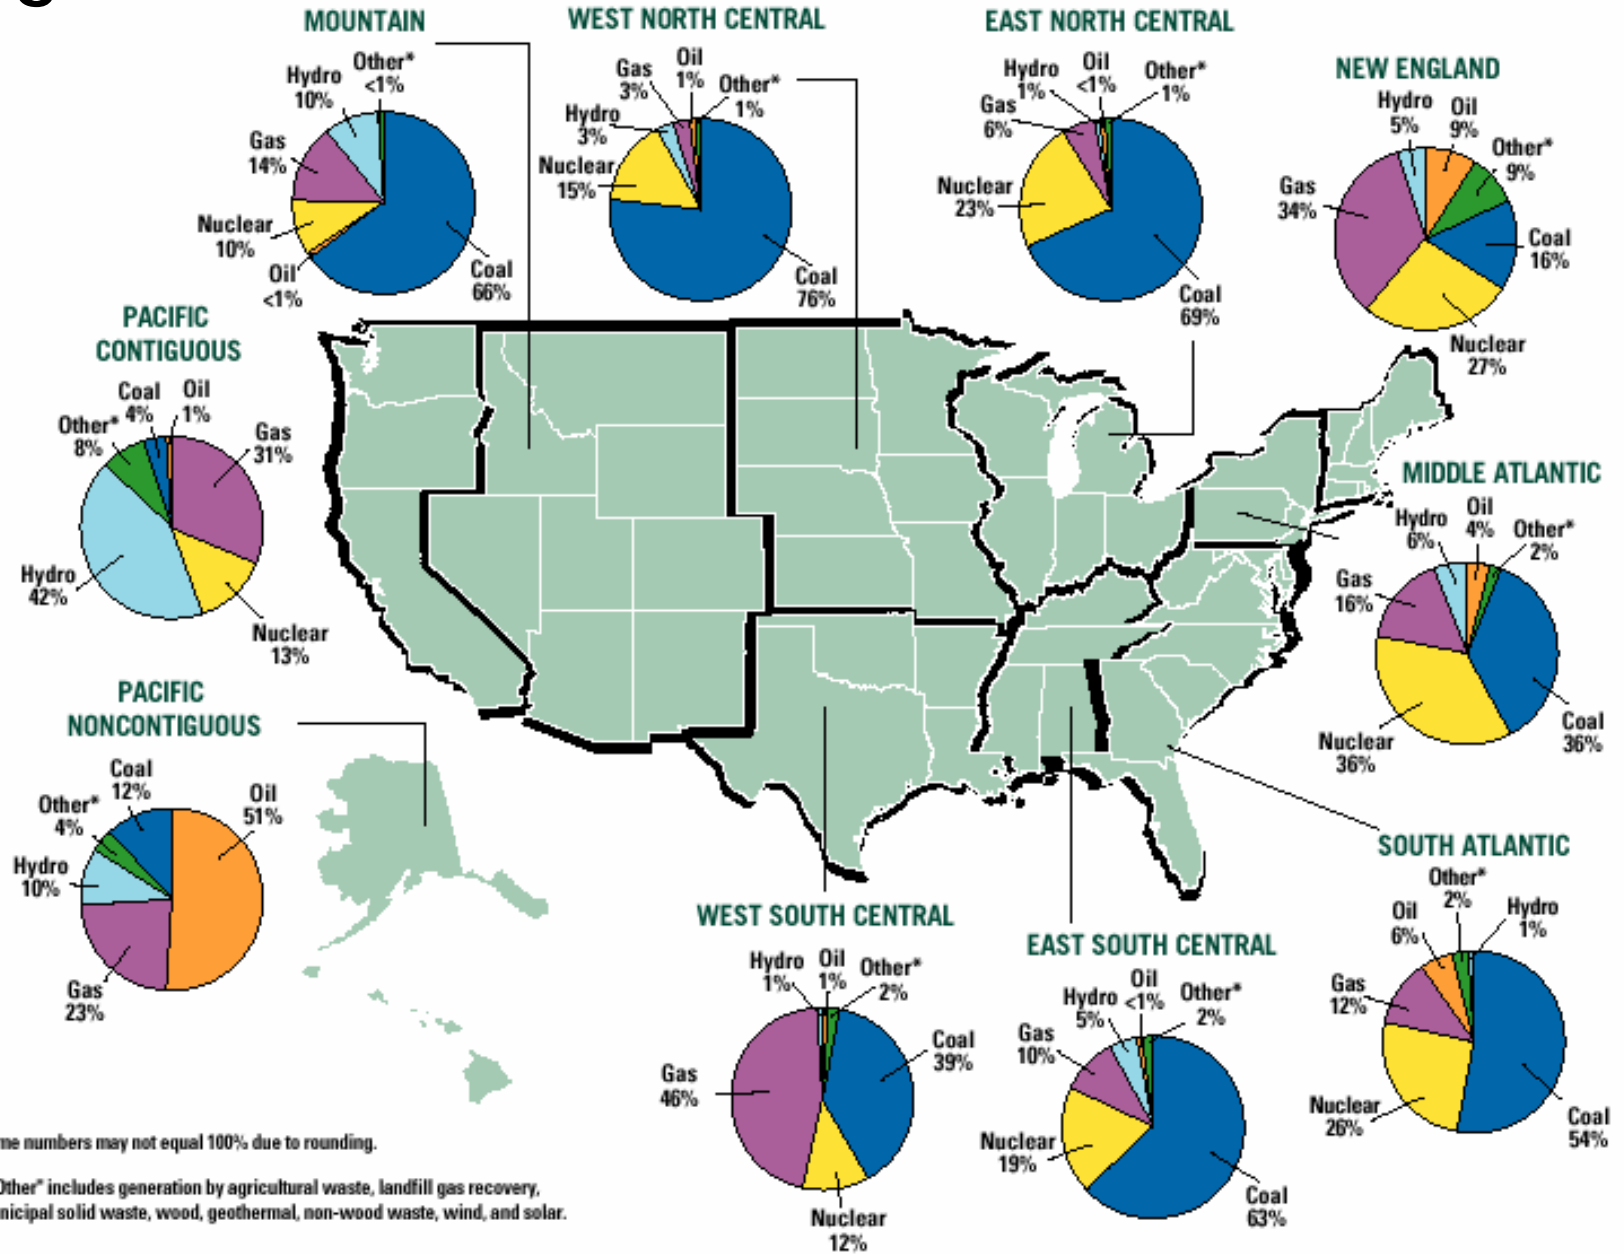 MOUNTAIN
Other*
<1%
Hydro
10%
Gas
14%
Nuclear
10%
Oil
<1%
Coal
66%
WEST NORTH CENTRAL
Oil
1%
Gas
3%
Other*
1%
Hydro
3%
Nuclear
15%
Coal
76%
EAST NORTH CENTRAL
Hydro
1%
Oil
<1%
Other*
1%
Gas
6%
Nuclear
23%
Coal
69%
NEW ENGLAND
Hydro
5%
Oil
9%
Other*
9%
Gas
34%
Coal
16%
Nuclear
27%
PACIFIC
CONTIGUOUS
Coal
4%
Oil
1%
Other*
8%
Gas
31%
Hydro
42%
Nuclear
13%
MIDDLE ATLANTIC
Hydro
6%
Oil
4%
Other*
2%
Gas
16%
Nuclear
36%
Coal
36%
PACIFIC
NONCONTIGUOUS
Coal
12%
Oil
51%
Other*
4%
Hydro
10%
Gas
23%
SOUTH ATLANTIC
Other*
2%
Hydro
1%
Oil
6%
Gas
12%
Nuclear
26%
Coal
54%
WEST SOUTH CENTRAL
Hydro
1%
Oil
1%
Other*
2%
Coal
39%
Gas
46%
Nuclear
12%
EAST SOUTH CENTRAL
Oil
<1%
Hydro
5%
Other*
2%
Gas
10%
Nuclear
19%
Coal
63%
me numbers may not equal 100% due to rounding.
Other* includes generation by agricultural waste, landfill gas recovery,
nicipal solid waste, wood, geothermal, non-wood waste, wind, and solar.